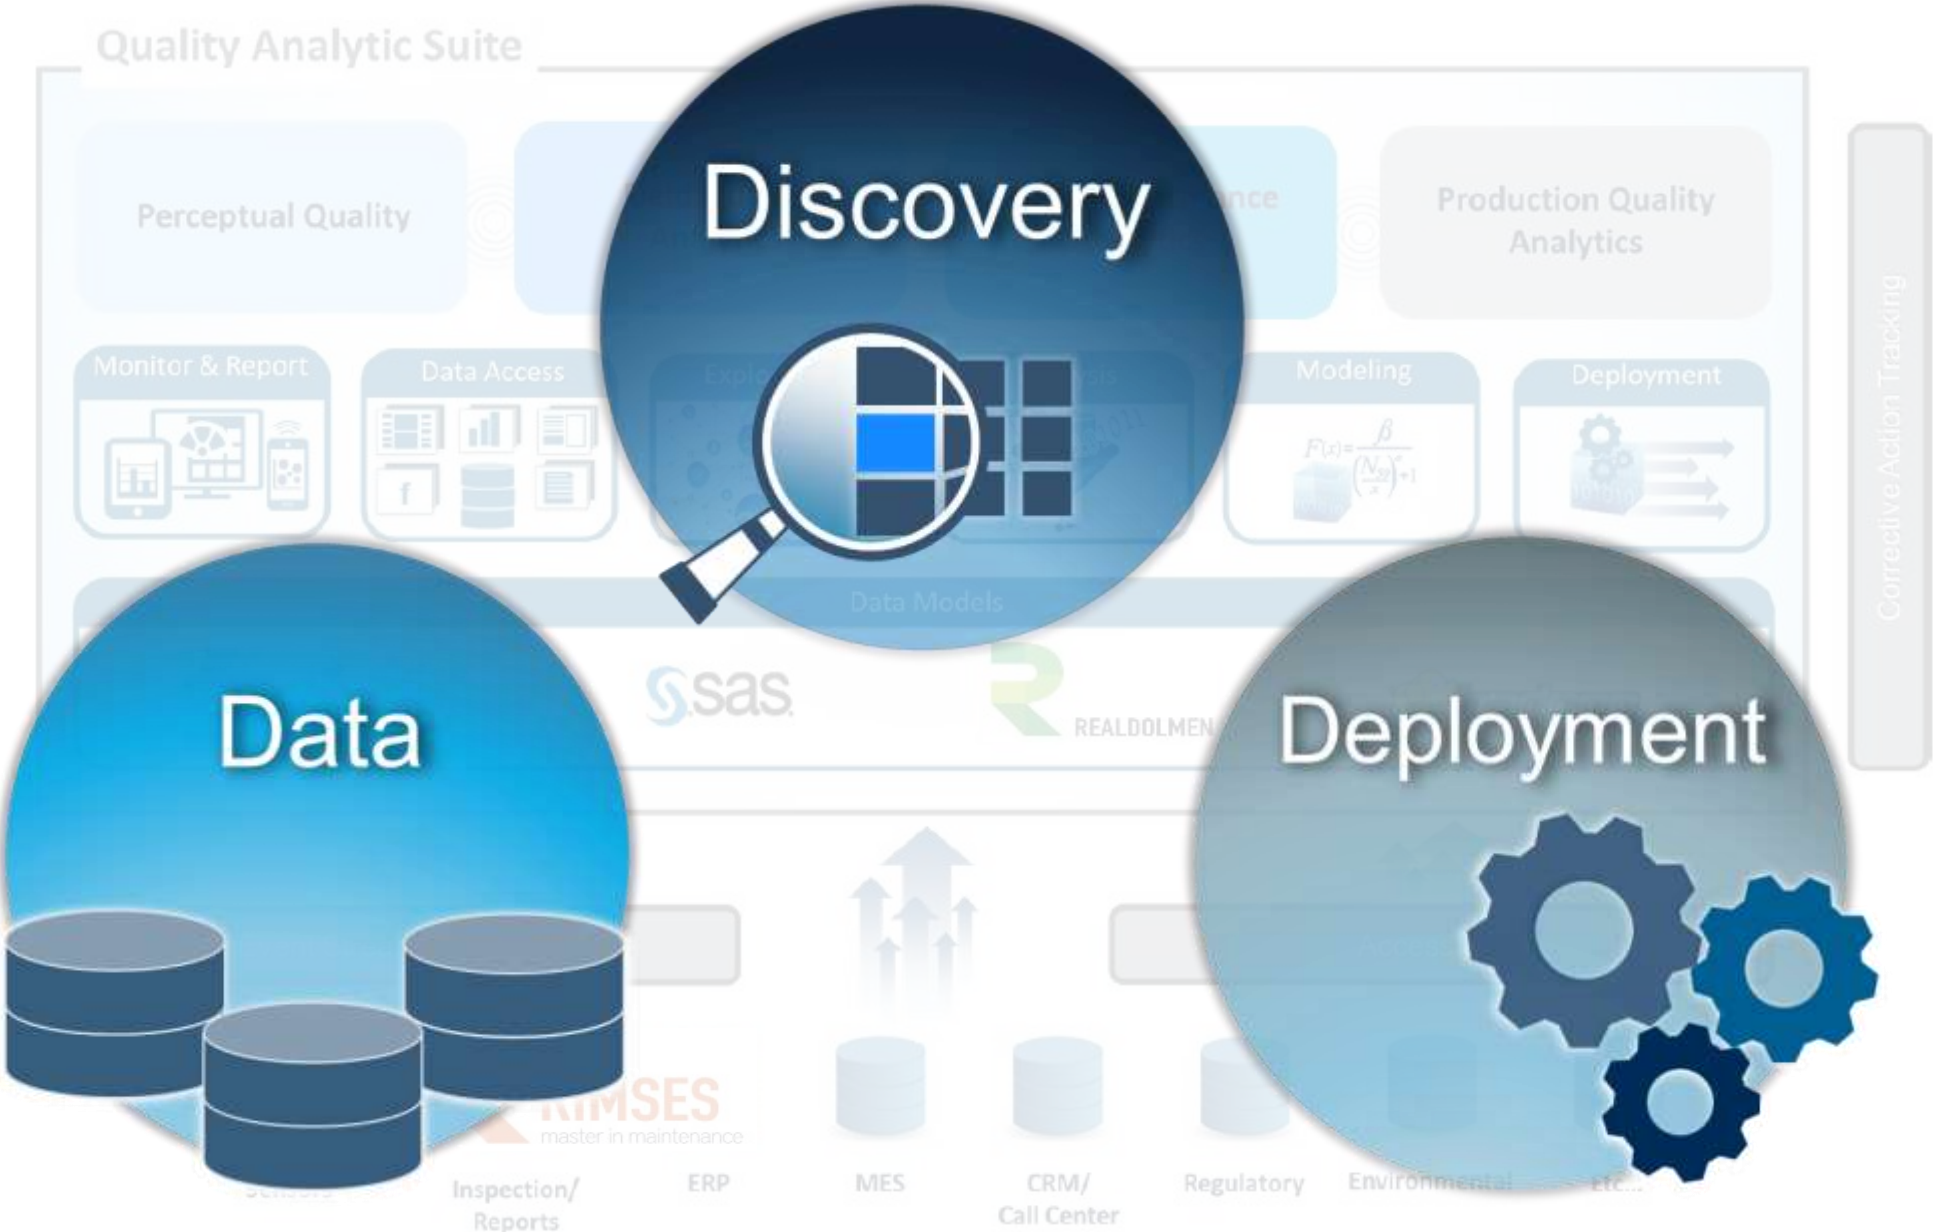 Quality Analytic Suite
Discovery
Perceptual Quality
Production Quality
Analytics
Monitor & Report
Data Access
Modeling
Deployment
f
F(x)=
β
Data Models
Corrective Action Tracking
Data
sas
REALDOLMEN
Deployment
master in maintenance
Inspection/
Reports
ERP
MES
CRM/
Call Center
Regulatory
Environmental
Etc...